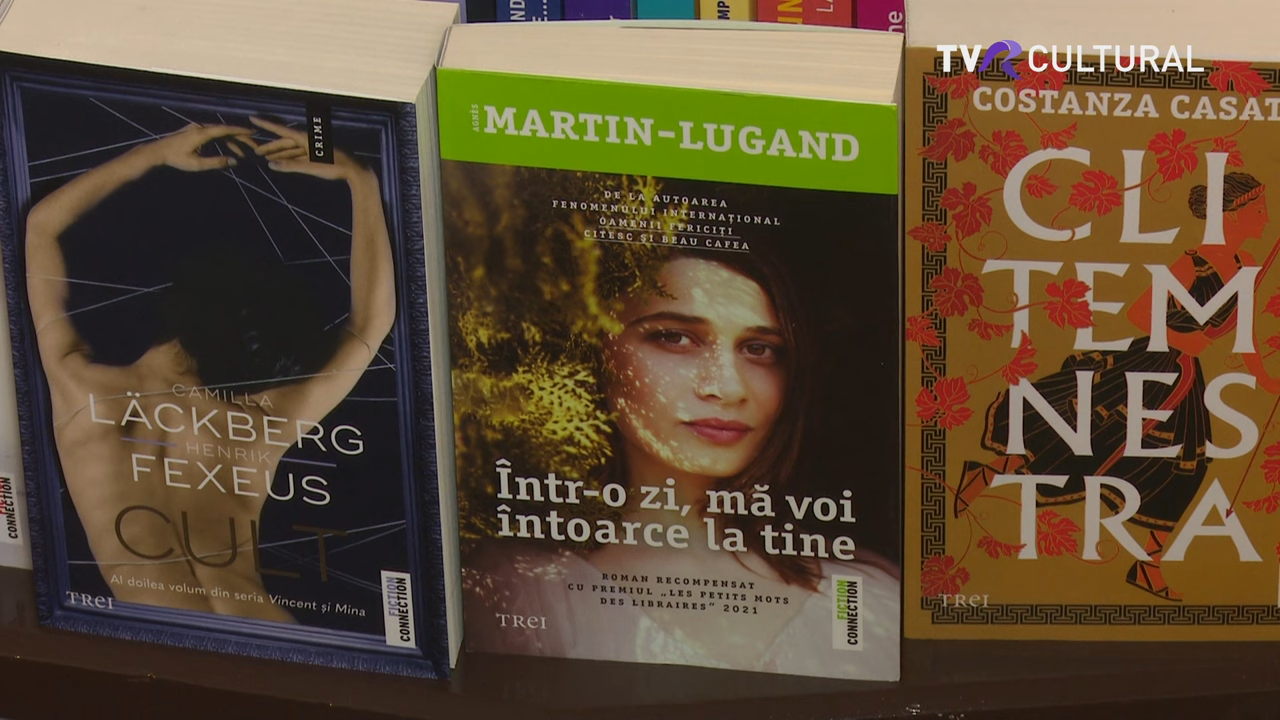 TVR CULTURAL
CRIME
CAMILLA
LÄCKBERG
HENRIK
FEXEUS
CULT
Al doilea volum din seria Vincent și Mina
TREI
FICTION
CONNECTION
AGNÈS
MARTIN-LUGAND
DE LA AUTOAREA
FENOMENULUI INTERNAȚIONAL
OAMENII FERICIȚI
CITESC ȘI BEAU CAFEA
Într-o zi, mă voi
întoarce la tine
ROMAN RECOMPENSAT
CU PREMIUL „LES PETITS MOTS
DES LIBRAIRES” 2021
TREI
FICTION
CONNECTION
COSTANZA CASAT
CLI
TEM
NES
TRA
TREI
CONNECTION